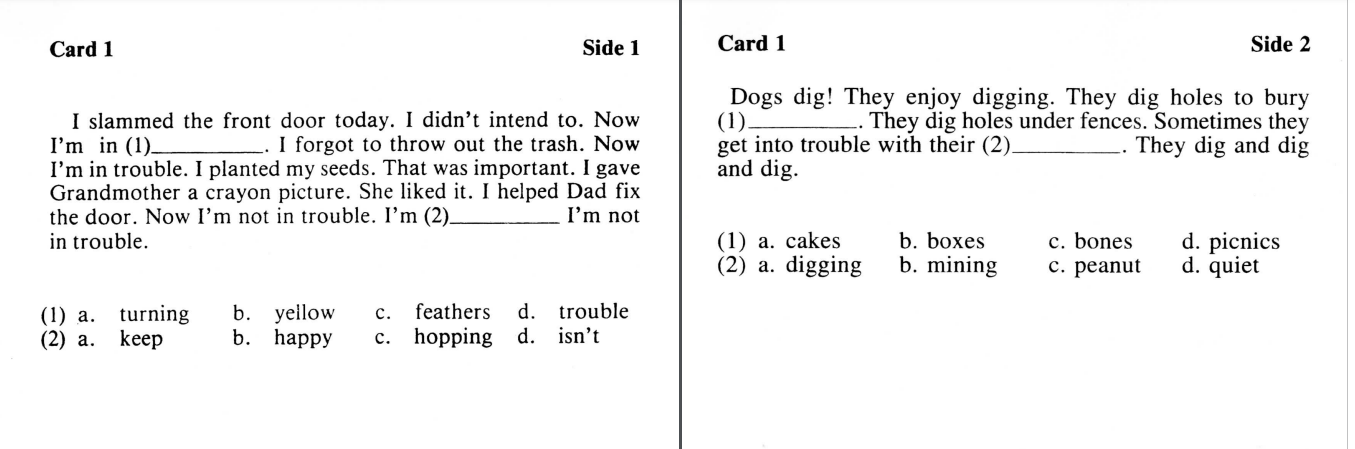 Card 1 Side 1
I slammed the front door today. I didn't intend to. Now
I'm in (1)__________. I forgot to throw out the trash. Now
I'm in trouble. I planted my seeds. That was important. I gave
Grandmother a crayon picture. She liked it. I helped Dad fix
the door. Now I'm not in trouble. I'm (2)__________ I'm not
in trouble.
(1) a. turning b. yellow c. feathers d. trouble
(2) a. keep b. happy c. hopping d. isn't
Card 1 Side 2
Dogs dig! They enjoy digging. They dig holes to bury
(1)__________. They dig holes under fences. Sometimes they
get into trouble with their (2)__________. They dig and dig
and dig.
(1) a. cakes b. boxes c. bones d. picnics
(2) a. digging b. mining c. peanut d. quiet